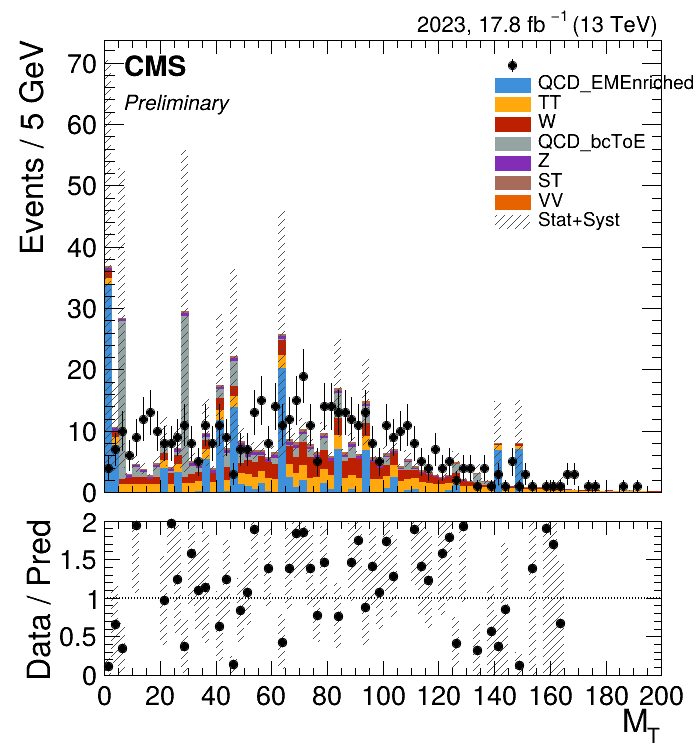 2023, 17.8 fb⁻¹ (13 TeV)
Events / 5 GeV
70
60
50
40
30
20
10
0
CMS
Preliminary
QCD_EMEnriched
TT
W
QCD_bcToE
Z
ST
VV
Stat+Syst
Data / Pred
2
1.5
1
0.5
0
0 20 40 60 80 100 120 140 160 180 200
M_T